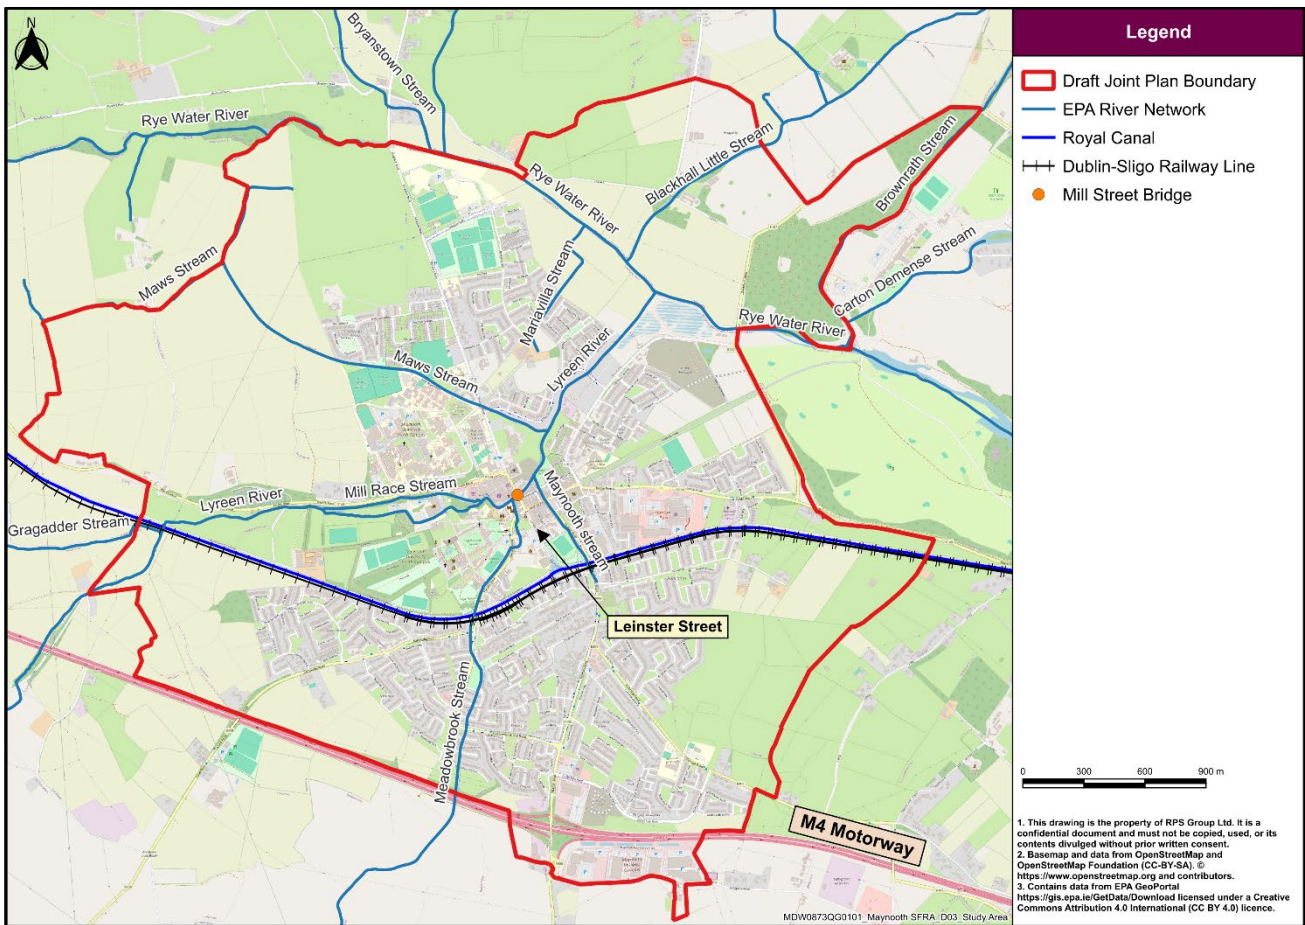 N
Bryanstown Stream
Rye Water River
Rye Water River
Blackhall Little Stream
Brownrath Stream
Maws Stream
Mariavilla Stream
Carton Demense Stream
Rye Water River
Lyreen River
Maws Stream
Lyreen River
Mill Race Stream
Maynooth stream
Gragadder Stream
Leinster Street
Meadowbrook Stream
M4 Motorway
MDW0873QG0101_Maynooth SFRA_D03_Study Area
Legend
Draft Joint Plan Boundary
EPA River Network
Royal Canal
Dublin-Sligo Railway Line
Mill Street Bridge
0 300 600 900 m
1. This drawing is the property of RPS Group Ltd. It is a
confidential document and must not be copied, used, or its
contents divulged without prior written consent.
2. Basemap and data from OpenStreetMap and
OpenStreetMap Foundation (CC-BY-SA). ©
https://www.openstreetmap.org and contributors.
3. Contains data from EPA GeoPortal
https://gis.epa.ie/GetData/Download licensed under a Creative
Commons Attribution 4.0 International (CC BY 4.0) licence.